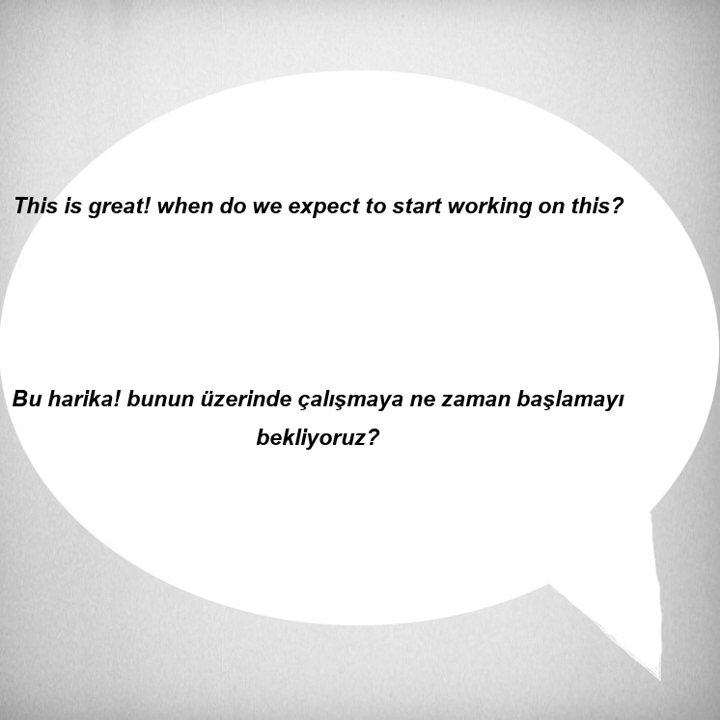 This is great! when do we expect to start working on this?
Bu harika! bunun üzerinde çalışmaya ne zaman başlamayı
bekliyoruz?